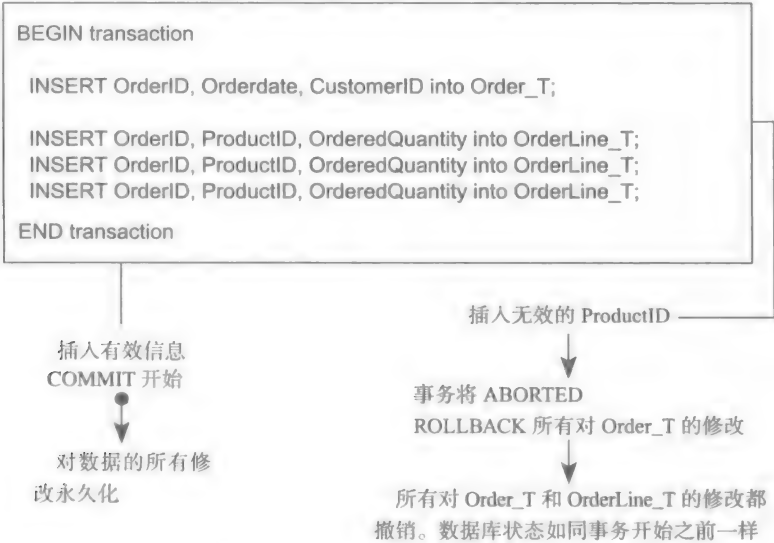 BEGIN transaction
INSERT OrderID, Orderdate, CustomerID into Order_T;
INSERT OrderID, ProductID, OrderedQuantity into OrderLine_T;
INSERT OrderID, ProductID, OrderedQuantity into OrderLine_T;
INSERT OrderID, ProductID, OrderedQuantity into OrderLine_T;
END transaction
插入有效信息
COMMIT 开始
对数据的所有修
改永久化
插入无效的 ProductID
事务将 ABORTED
ROLLBACK 所有对 Order_T 的修改
所有对 Order_T 和 OrderLine_T 的修改都
撤销。数据库状态如同事务开始之前一样